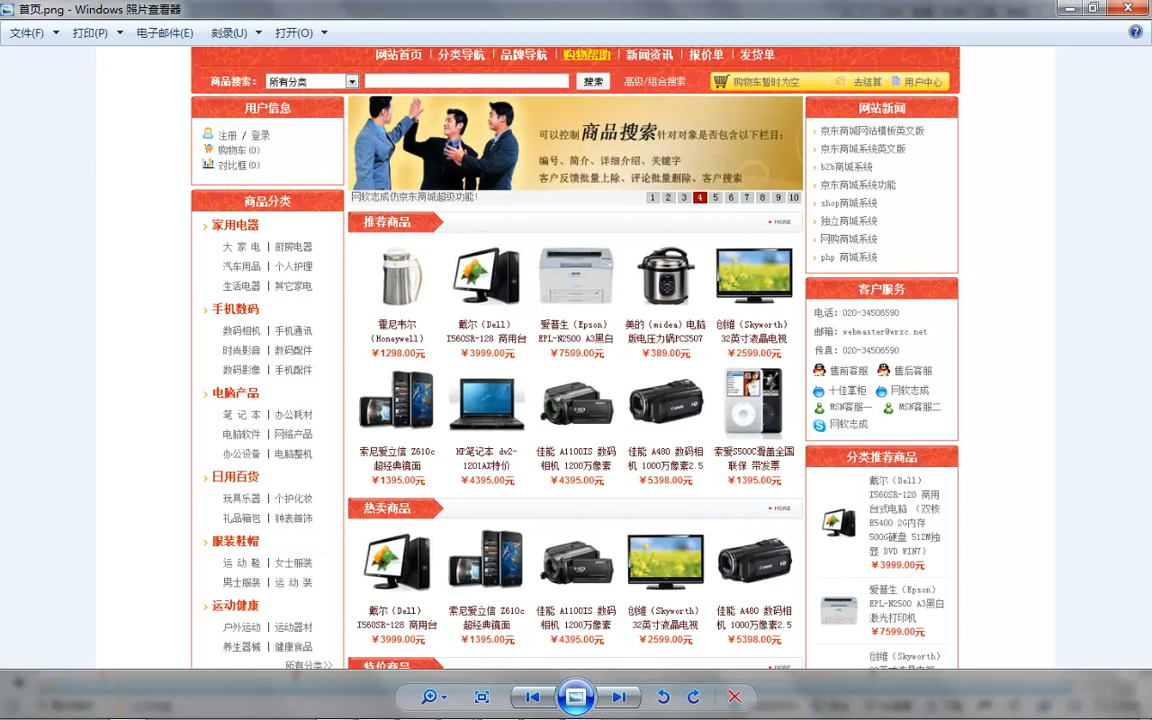 首页.png - Windows 照片查看器
文件(F) 打印(P) 电子邮件(E) 刻录(U) 打开(O)
网站首页 | 分类导航 | 品牌导航 | 购物帮助 | 新闻资讯 | 报价单 | 发货单
商品搜索: 所有分类 搜索 高级/组合搜索 购物车暂时为空 去结算 用户中心
用户信息
注册 / 登录
购物车(0)
对比框(0)
商品分类
家用电器
大 家 电 | 厨房电器
汽车用品 | 个人护理
生活电器 | 其它家电
手机数码
数码相机 | 手机通讯
时尚影音 | 数码配件
数码影像 | 手机配件
电脑产品
笔 记 本 | 办公耗材
电脑软件 | 网络产品
办公设备 | 电脑整机
日用百货
玩具乐器 | 个护化妆
礼品箱包 | 钟表首饰
服装鞋帽
运 动 鞋 | 女士服装
男士服装 | 运 动 装
运动健康
户外运动 | 运动器材
养生器械 | 健康食品
所有分类>>
可以控制商品搜索针对对象是否包含以下栏目:
编号、简介、详细介绍、关键字
客户反馈批量上除、评论批量删除、客户搜索
网软志成仿京东商城超级功能!
1 2 3 4 5 6 7 8 9 10
推荐商品 MORE
霍尼韦尔 (Honeywell) ￥1298.00元
戴尔（Dell）I560SR-128 商用台 ￥3999.00元
爱普生（Epson）EPL-N2500 A3黑白 ￥7599.00元
美的（midea）电脑版电压力锅PCS507 ￥389.00元
创维（Skyworth）32英寸液晶电视 ￥2599.00元
索尼爱立信 Z610c 超经典镜面 ￥1395.00元
HP笔记本 dv2-1201AX特价 ￥4395.00元
佳能 A1100IS 数码相机 1200万像素 ￥4395.00元
佳能 A480 数码相机 1000万像素2.5 ￥5398.00元
索爱S500C滑盖全国联保 带发票 ￥1395.00元
热卖商品 MORE
戴尔（Dell）I560SR-128 商用台 ￥3999.00元
索尼爱立信 Z610c 超经典镜面 ￥1395.00元
佳能 A1100IS 数码相机 1200万像素 ￥4395.00元
创维（Skyworth）32英寸液晶电视 ￥2599.00元
佳能 A480 数码相机 1000万像素2.5 ￥5398.00元
特价商品 MORE
网站新闻
京东商城网站模板英文版
京东商城系统英文版
b2b商城系统
京东商城系统功能
shop商城系统
独立商城系统
网购商城系统
php 商城系统
客户服务
电话: 020-34506590
邮箱: webmaster@wrzc.net
传真: 020-34506590
售前客服 售后客服
十佳掌柜 网软志成
MSN客服一 MSN客服二
网软志成
分类推荐商品
戴尔（Dell）
I560SR-128 商用
台式电脑 （双核
E5400 2G内存
500G硬盘 512M独
显 DVD WIN7）
￥3999.00元
爱普生（Epson）
EPL-N2500 A3黑白
激光打印机
￥7599.00元
创维（Skyworth）